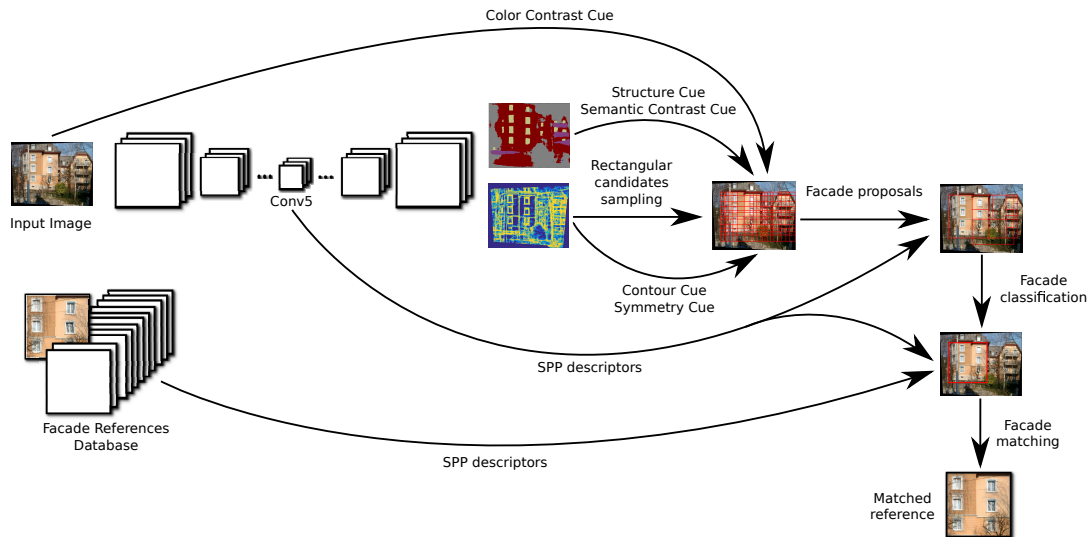 Color Contrast Cue
Structure Cue
Semantic Contrast Cue
Input Image
Conv5
Rectangular
candidates
sampling
Facade proposals
Contour Cue
Symmetry Cue
Facade
classification
SPP descriptors
Facade References
Database
SPP descriptors
Facade
matching
Matched
reference